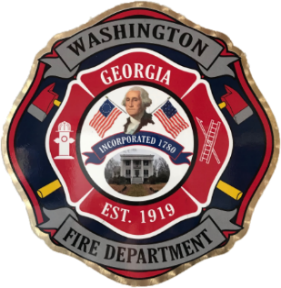 WASHINGTON
GEORGIA
INCORPORATED 1780
EST. 1919
FIRE DEPARTMENT